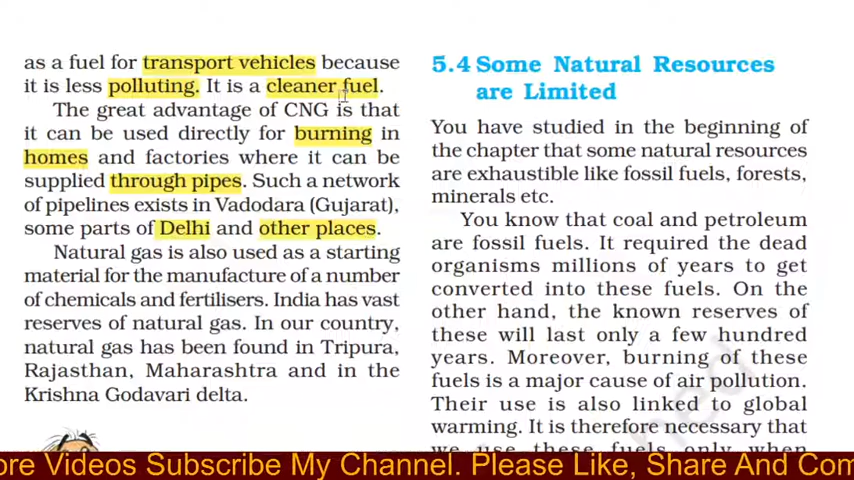 as a fuel for transport vehicles because
it is less polluting. It is a cleaner fuel.
The great advantage of CNG is that
it can be used directly for burning in
homes and factories where it can be
supplied through pipes. Such a network
of pipelines exists in Vadodara (Gujarat),
some parts of Delhi and other places.
Natural gas is also used as a starting
material for the manufacture of a number
of chemicals and fertilisers. India has vast
reserves of natural gas. In our country,
natural gas has been found in Tripura,
Rajasthan, Maharashtra and in the
Krishna Godavari delta.
5.4 Some Natural Resources
are Limited
You have studied in the beginning of
the chapter that some natural resources
are exhaustible like fossil fuels, forests,
minerals etc.
You know that coal and petroleum
are fossil fuels. It required the dead
organisms millions of years to get
converted into these fuels. On the
other hand, the known reserves of
these will last only a few hundred
years. Moreover, burning of these
fuels is a major cause of air pollution.
Their use is also linked to global
warming. It is therefore necessary that
we use these fuels only when
ore Videos Subscribe My Channel. Please Like, Share And Com